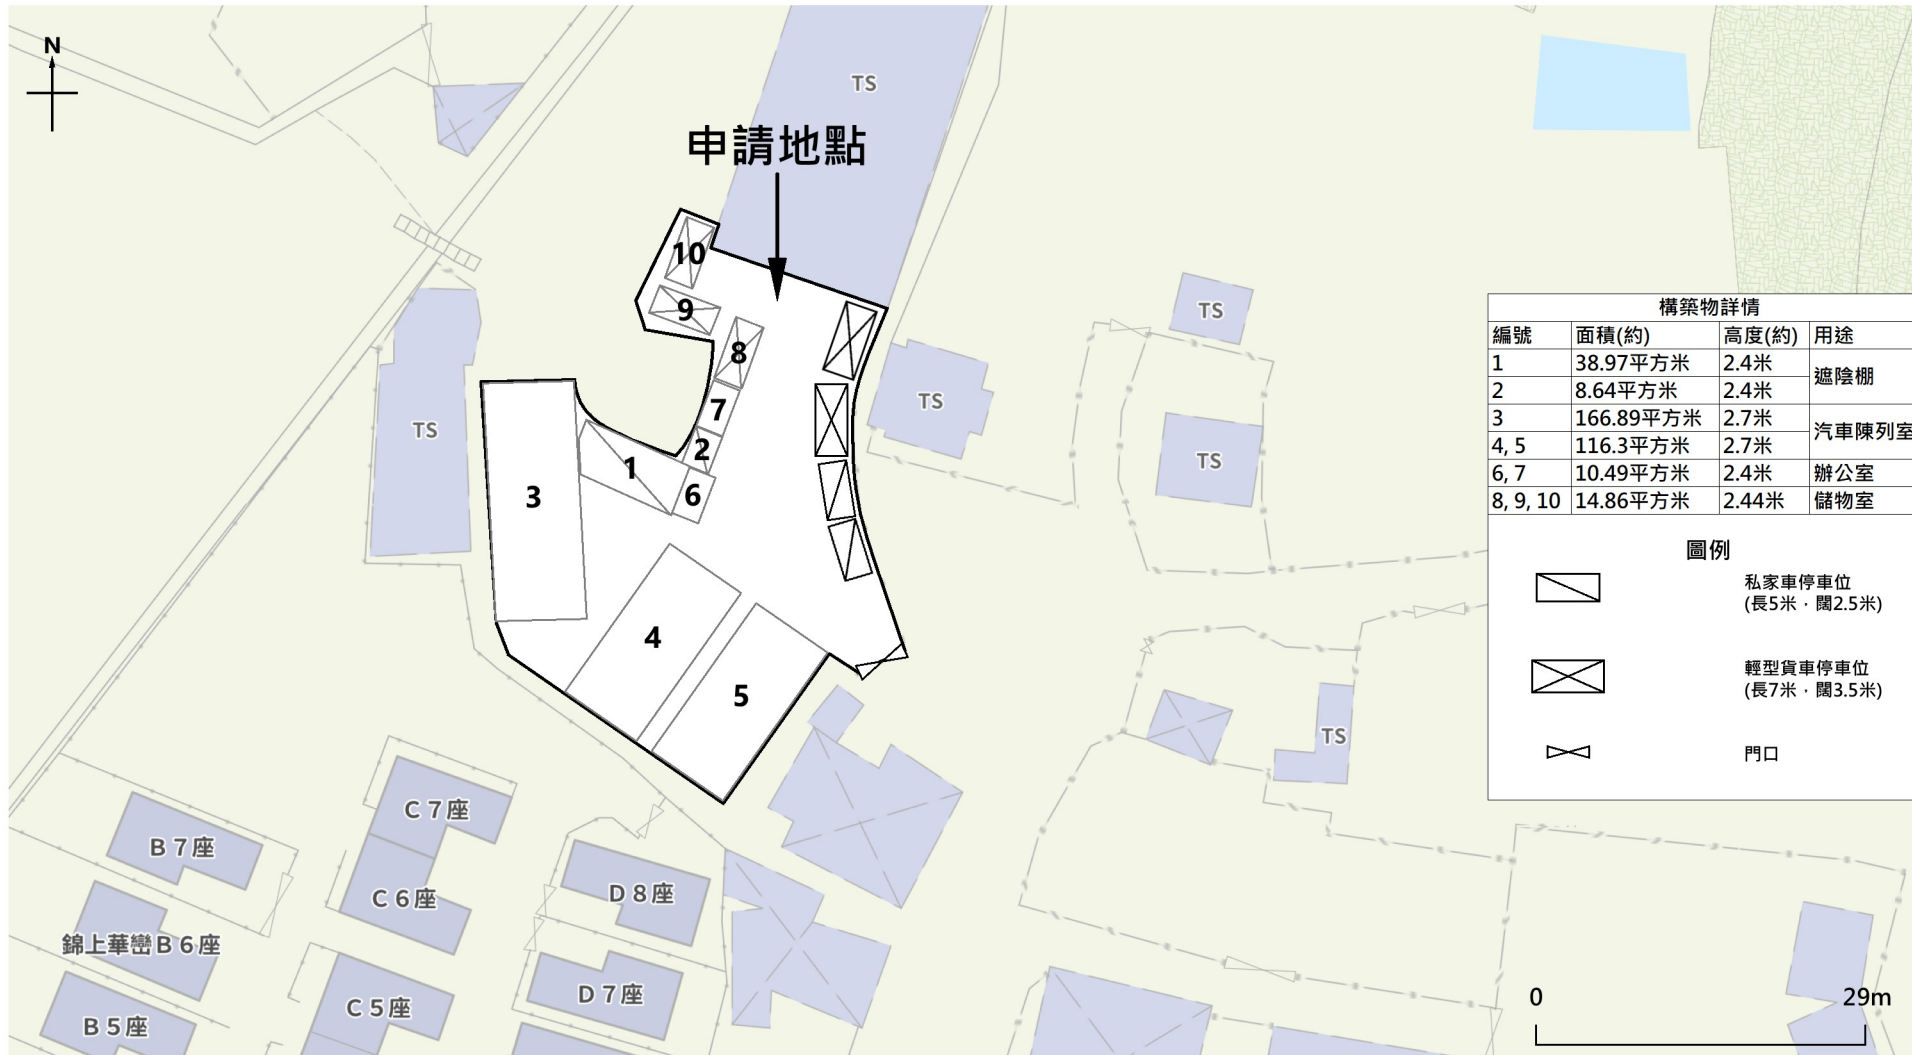 N
TS
申請地點
10
9
8
7
2
1
6
3
4
5
TS
TS
TS
TS
TS
構築物詳情
編號 面積(約) 高度(約) 用途
1 38.97平方米 2.4米 遮陰棚
2 8.64平方米 2.4米
3 166.89平方米 2.7米 汽車陳列室
4, 5 116.3平方米 2.7米
6, 7 10.49平方米 2.4米 辦公室
8, 9, 10 14.86平方米 2.44米 儲物室
圖例
私家車停車位
(長5米，闊2.5米)
輕型貨車停車位
(長7米，闊3.5米)
門口
C 7座
B 7座
C 6座
D 8座
錦上華巒B 6座
D 7座
C 5座
B 5座
0 29m